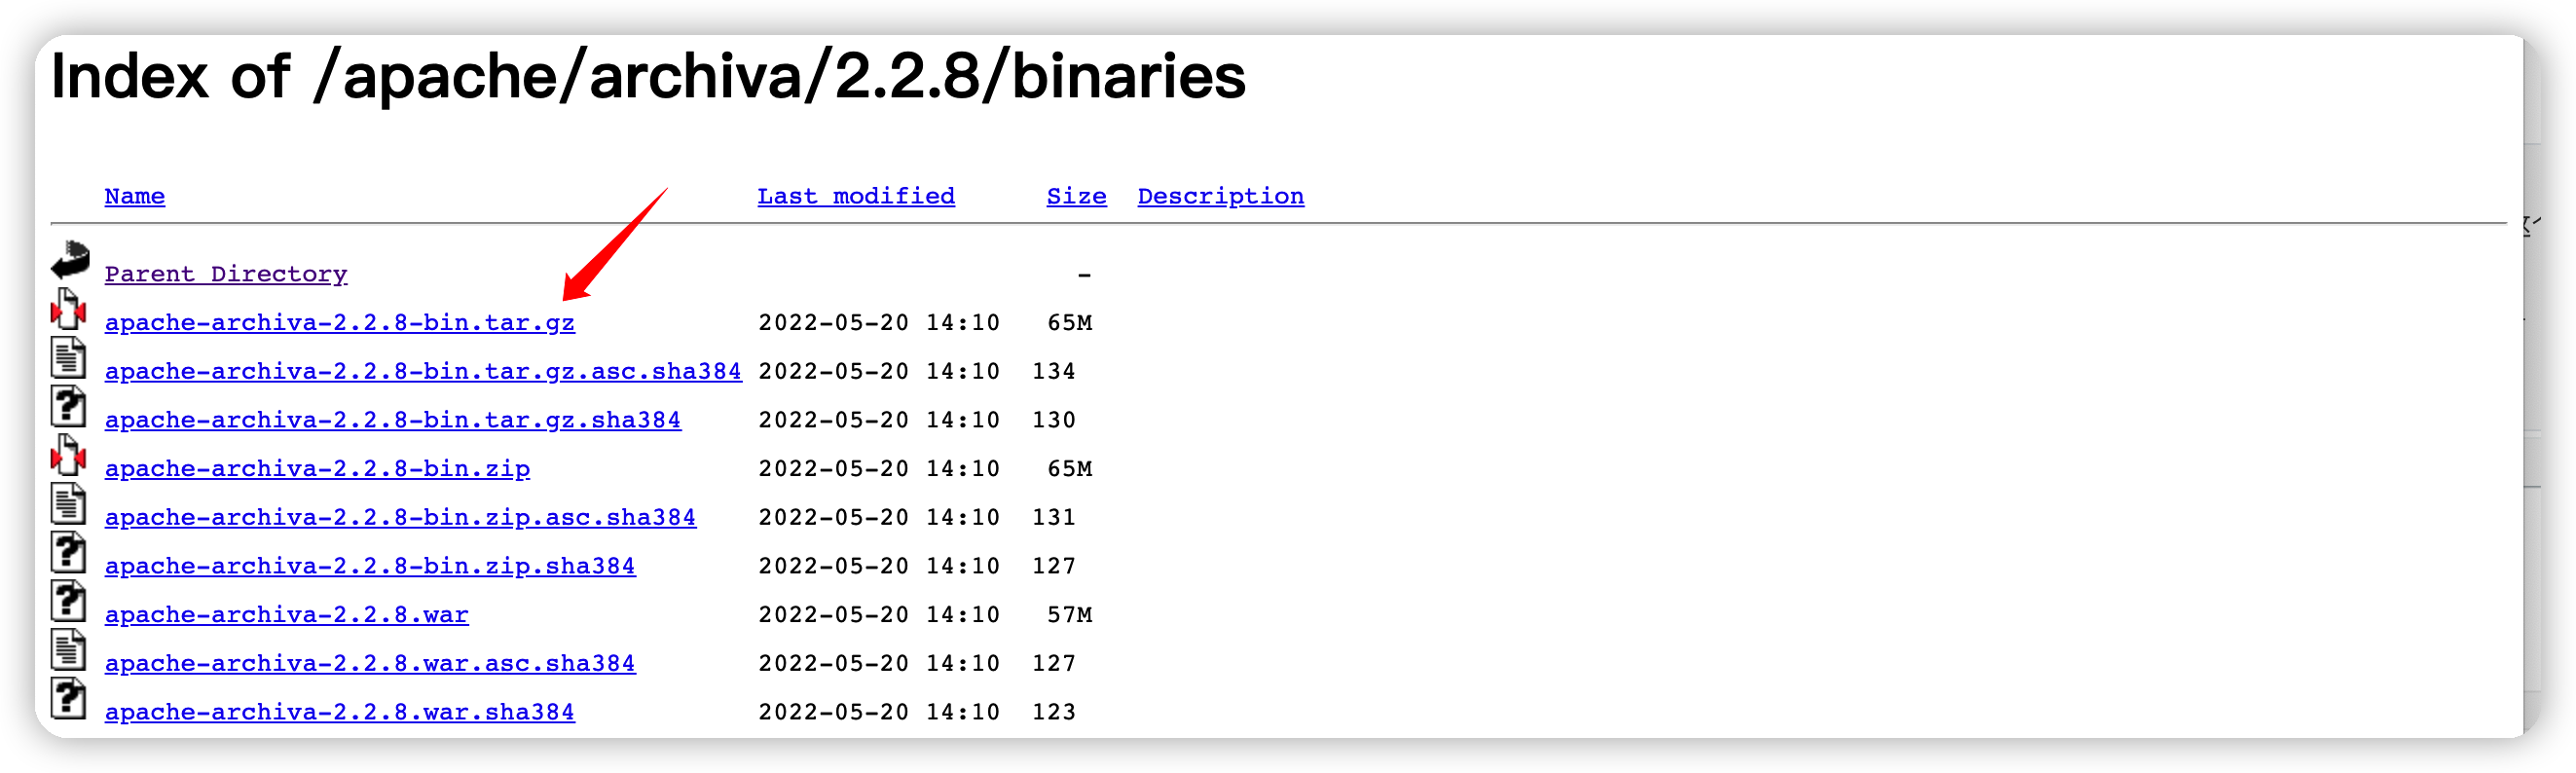 Index of /apache/archiva/2.2.8/binaries
Name Last modified Size Description
Parent Directory -
apache-archiva-2.2.8-bin.tar.gz 2022-05-20 14:10 65M
apache-archiva-2.2.8-bin.tar.gz.asc.sha384 2022-05-20 14:10 134
apache-archiva-2.2.8-bin.tar.gz.sha384 2022-05-20 14:10 130
apache-archiva-2.2.8-bin.zip 2022-05-20 14:10 65M
apache-archiva-2.2.8-bin.zip.asc.sha384 2022-05-20 14:10 131
apache-archiva-2.2.8-bin.zip.sha384 2022-05-20 14:10 127
apache-archiva-2.2.8.war 2022-05-20 14:10 57M
apache-archiva-2.2.8.war.asc.sha384 2022-05-20 14:10 127
apache-archiva-2.2.8.war.sha384 2022-05-20 14:10 123